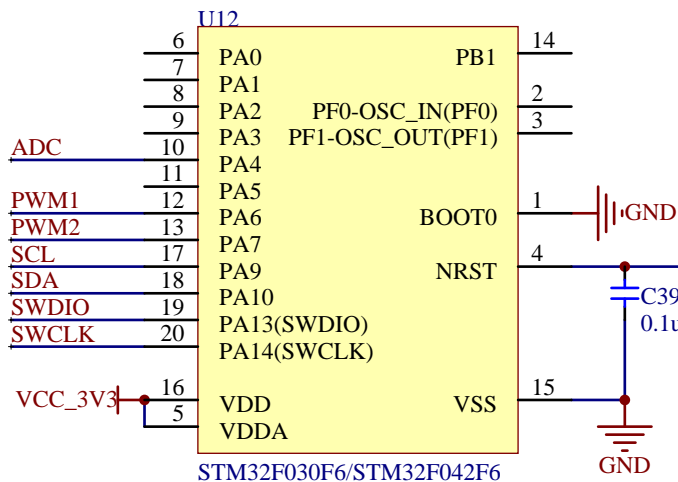 U12
6 PA0 PB1 14
7 PA1
8 PA2 PF0-OSC_IN(PF0) 2
9 PA3 PF1-OSC_OUT(PF1) 3
ADC 10 PA4
11 PA5
PWM1 12 PA6 BOOT0 1 GND
PWM2 13 PA7
SCL 17 PA9 NRST 4
SDA 18 PA10
SWDIO 19 PA13(SWDIO) C39
SWCLK 20 PA14(SWCLK) 0.1u
VCC_3V3 16 VDD VSS 15
5 VDDA
GND
STM32F030F6/STM32F042F6